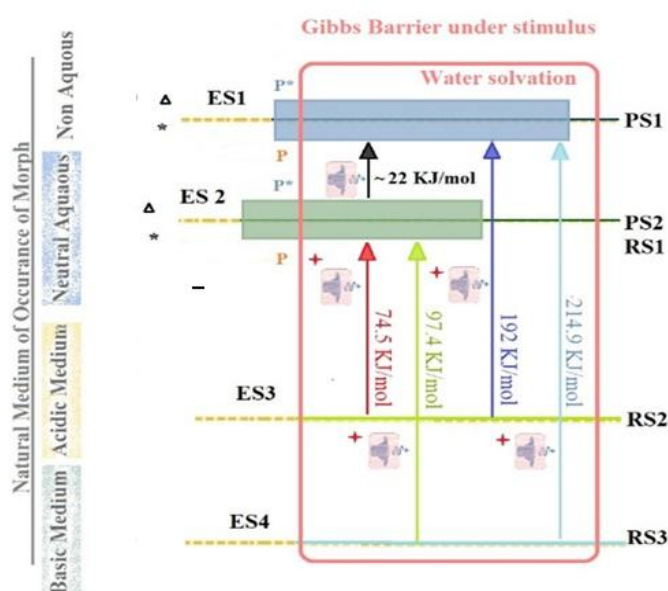 Gibbs Barrier under stimulus
Water solvation
Natural Medium of Occurance of Morph
Non Aquous
Neutral Aquaous
Acidic Medium
Basic Medium
Δ
*
ES1
P*
P
PS1
~22 KJ/mol
Δ
*
ES 2
P*
P
PS2
RS1
–
74.5 KJ/mol
97.4 KJ/mol
192 KJ/mol
214.9 KJ/mol
ES3
RS2
ES4
RS3